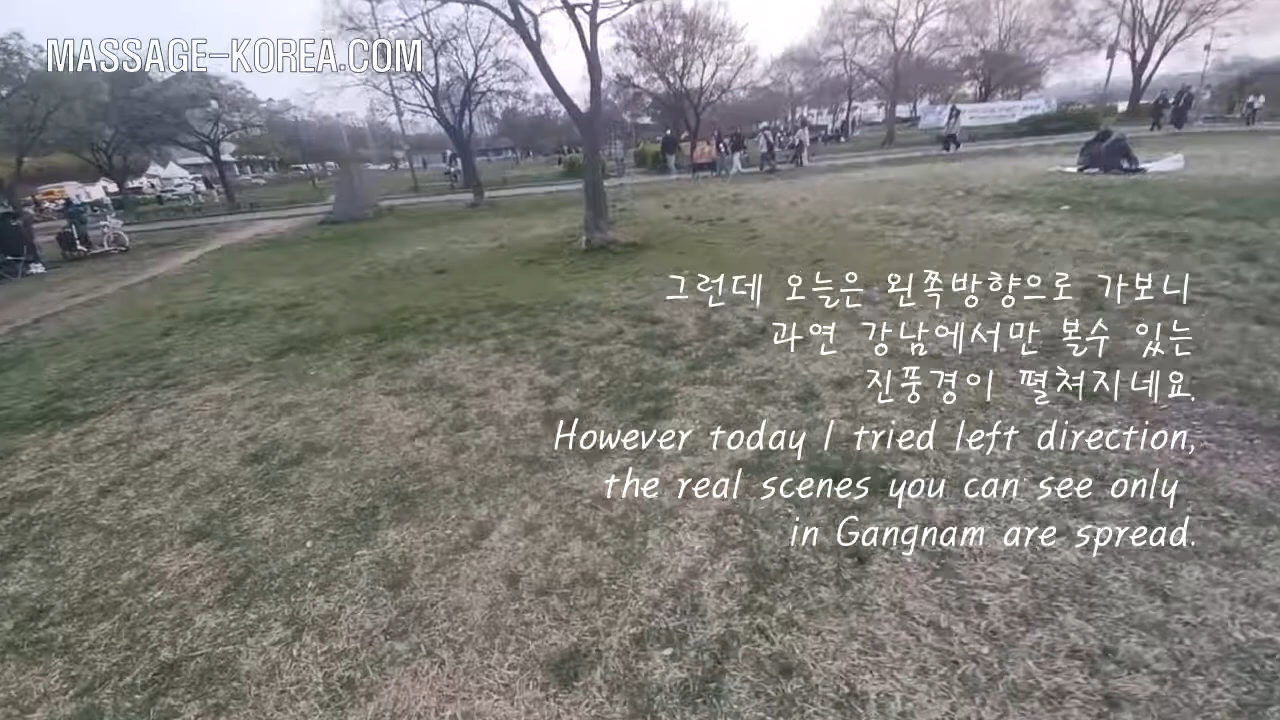 MASSAGE-KOREA.COM
그런데 오늘은 왼쪽방향으로 가보니
과연 강남에서만 볼수 있는
진풍경이 펼쳐지네요.
However today I tried left direction,
the real scenes you can see only
in Gangnam are spread.